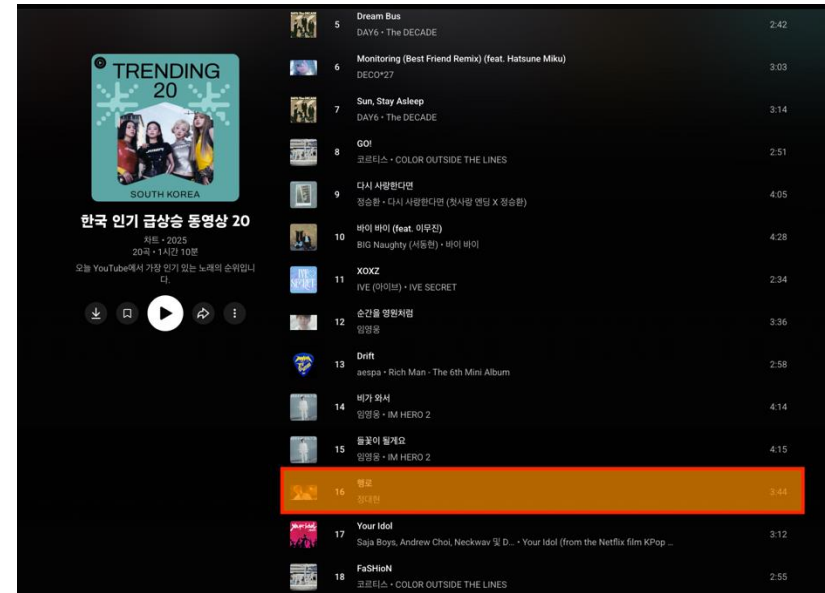 TRENDING
20
SOUTH KOREA
한국 인기 급상승 동영상 20
차트 • 2025
20곡 • 1시간 10분
오늘 YouTube에서 가장 인기 있는 노래의 순위입니
다.
5 Dream Bus 2:42
DAY6 • The DECADE
6 Monitoring (Best Friend Remix) (feat. Hatsune Miku) 3:03
DECO*27
7 Sun, Stay Asleep 3:14
DAY6 • The DECADE
8 GO! 2:51
코르티스 • COLOR OUTSIDE THE LINES
9 다시 사랑한다면 4:05
정승환 • 다시 사랑한다면 (첫사랑 엔딩 X 정승환)
10 바이 바이 (feat. 이무진) 4:28
BIG Naughty (서동현) • 바이 바이
11 XOXZ 2:34
IVE (아이브) • IVE SECRET
12 순간을 영원처럼 3:36
임영웅
13 Drift 2:58
aespa • Rich Man - The 6th Mini Album
14 비가 와서 4:14
임영웅 • IM HERO 2
15 들꽃이 될게요 4:15
임영웅 • IM HERO 2
16 행로 3:44
정대현
17 Your Idol 3:12
Saja Boys, Andrew Choi, Neckwav 및 D... • Your Idol (from the Netflix film KPop ...
18 FaSHioN 2:55
코르티스 • COLOR OUTSIDE THE LINES